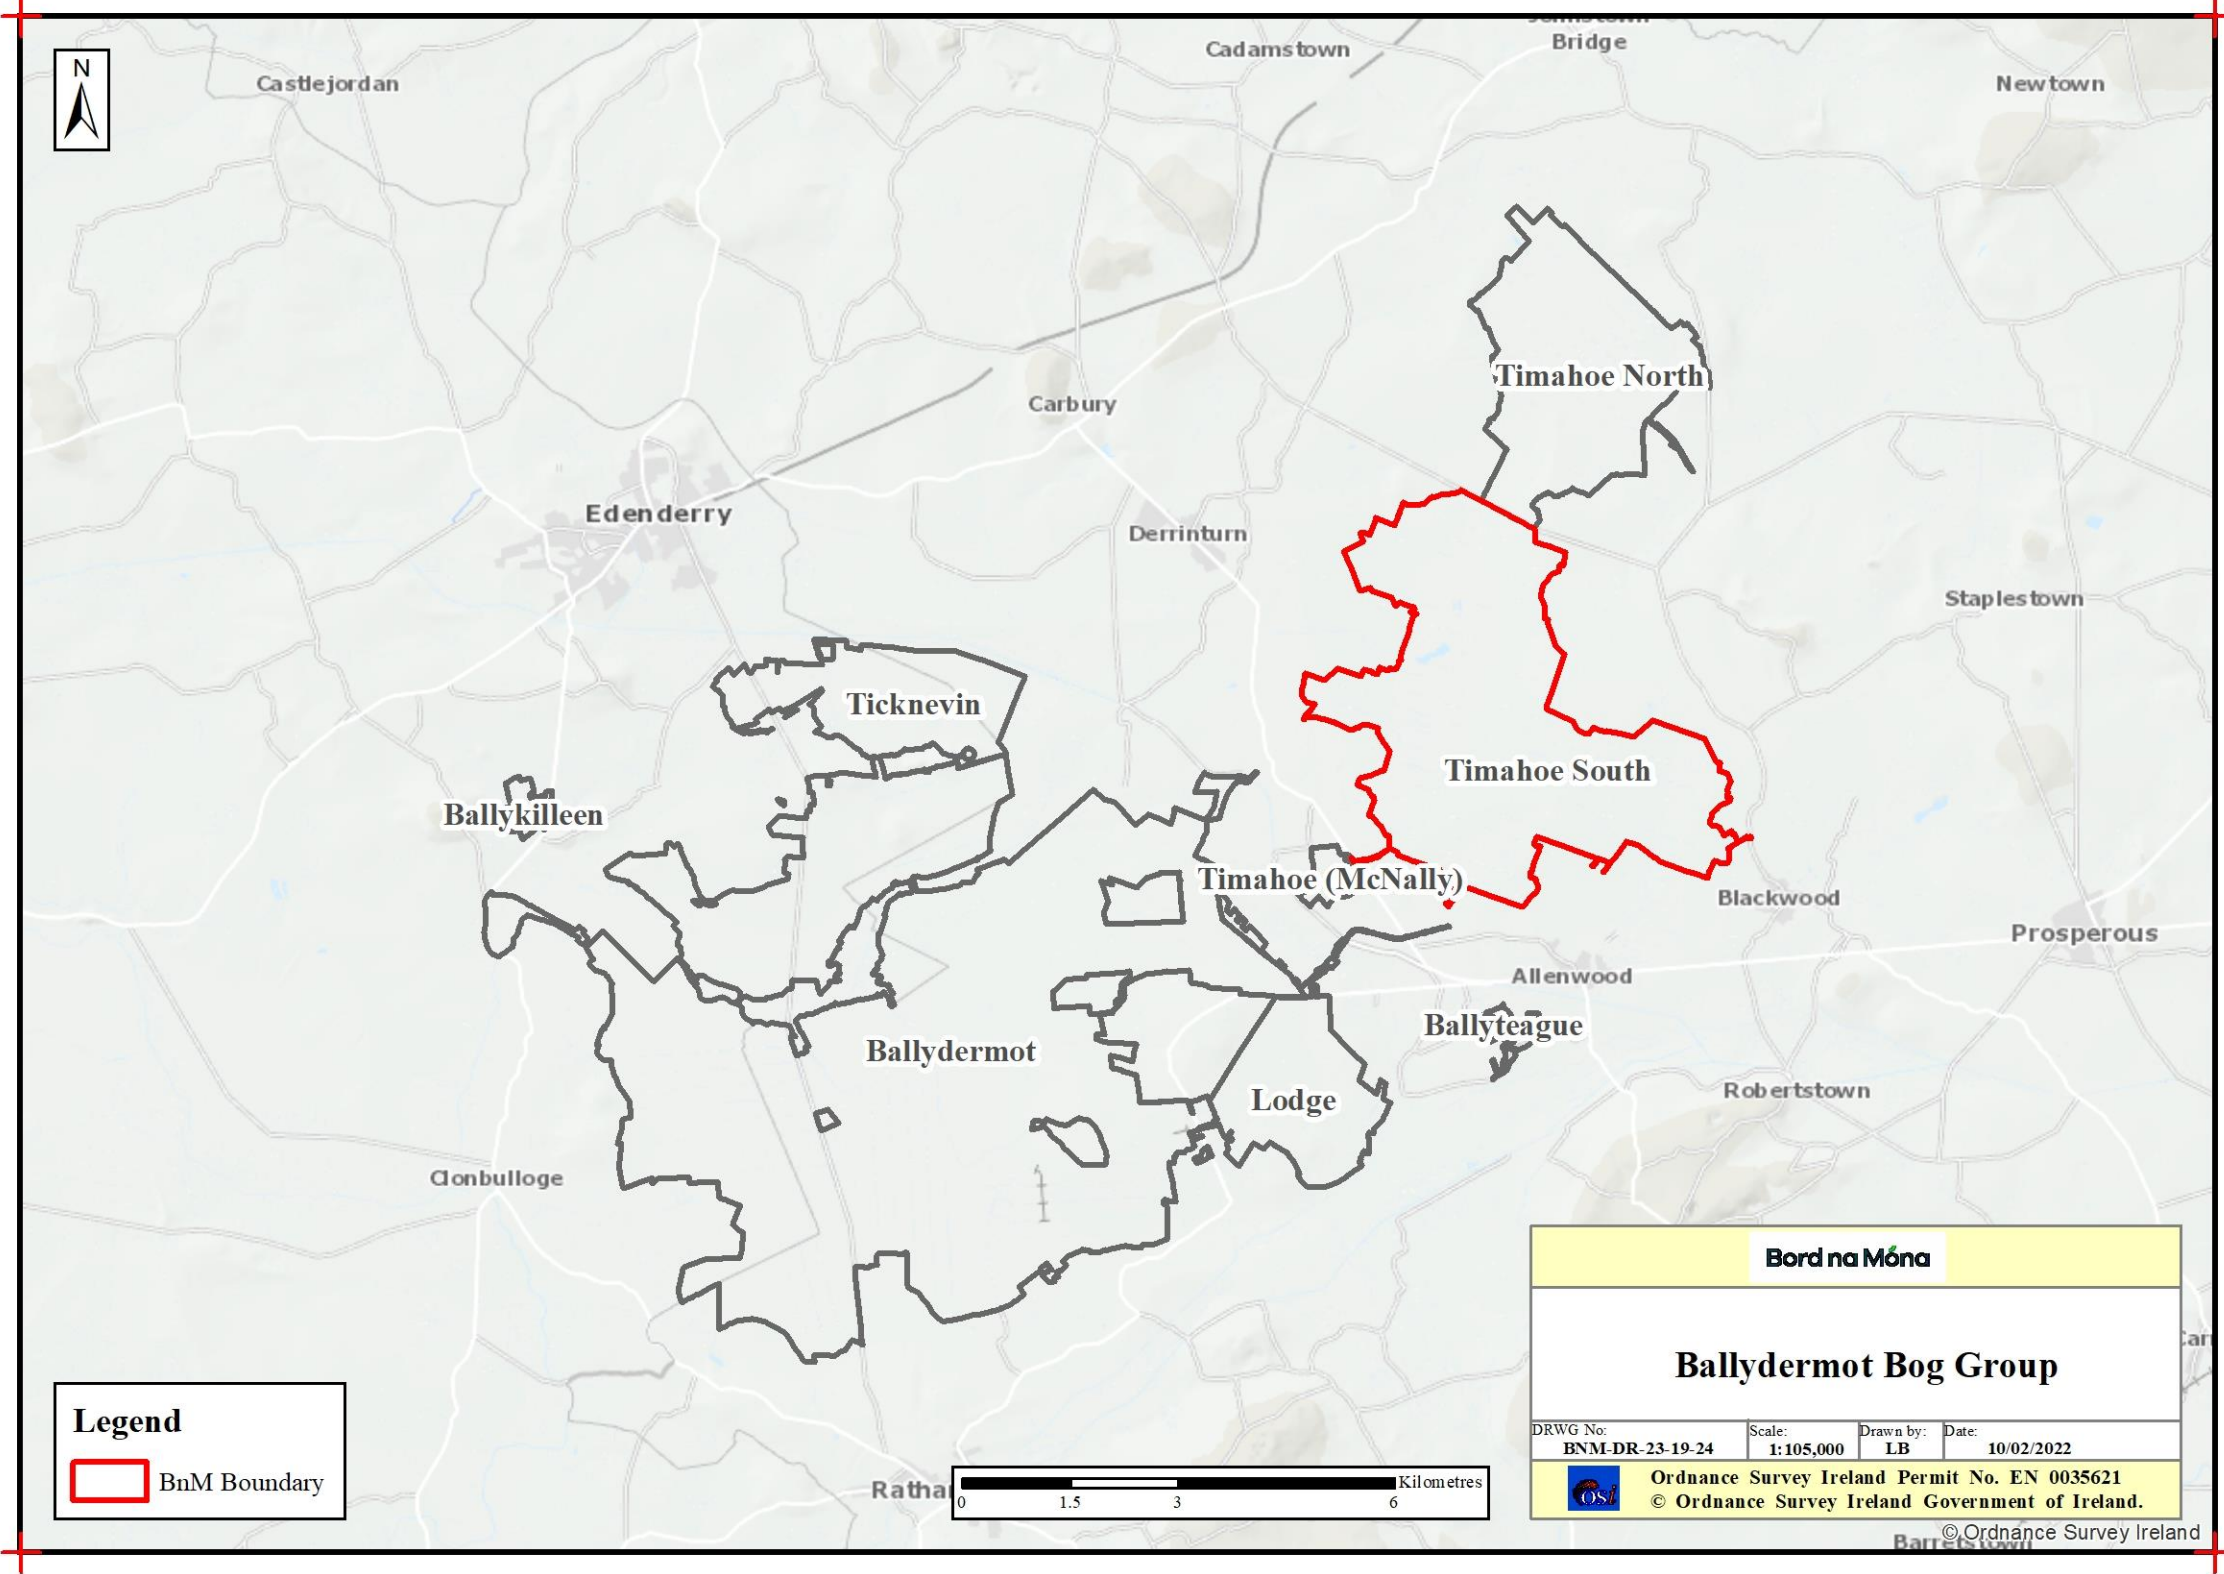 Bridge
Cadamstown
N
Castlejordan
Newtown
Timahoe North
Carbury
Edenderry
Derrinturn
Staplestown
Ticknevin
Timahoe South
Ballykilleen
Timahoe (McNally)
Blackwood
Prosperous
Allenwood
Ballyteague
Ballydermot
Robertstown
Lodge
Clonbulloge
Bord na Móna
Ballydermot Bog Group
DRWG No:
BNM-DR-23-19-24
Scale:
1:105,000
Drawn by:
LB
Date:
10/02/2022
Legend
BnM Boundary
Kilometres
0 1.5 3 6
osi
Ordnance Survey Ireland Permit No. EN 0035621
© Ordnance Survey Ireland Government of Ireland.
© Ordnance Survey Ireland